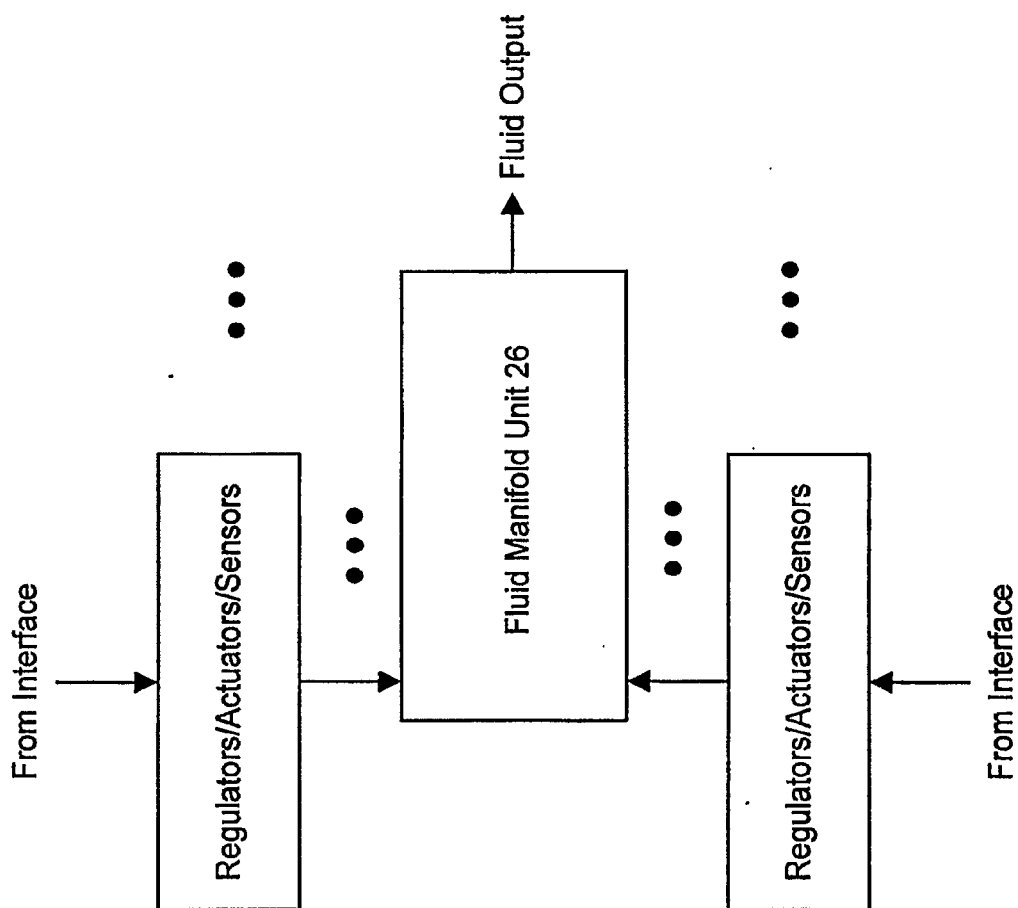 From Interface
Regulators/Actuators/Sensors
Fluid Manifold Unit 26
Fluid Output
Regulators/Actuators/Sensors
From Interface